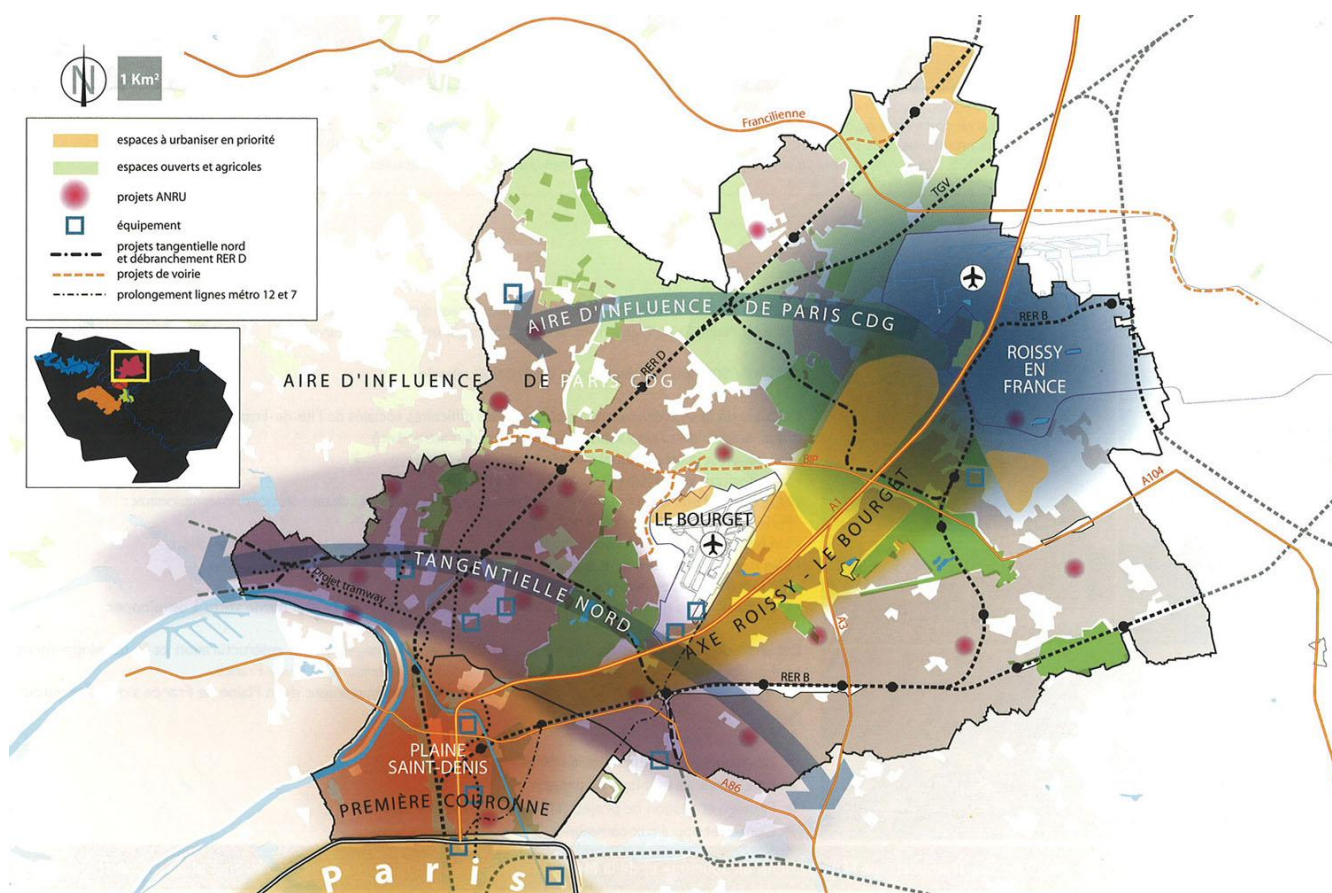 N
1 Km²
espaces à urbaniser en priorité
espaces ouverts et agricoles
projets ANRU
équipement
projets tangentielle nord
et débranchement RER D
projets de voirie
prolongement lignes métro 12 et 7
Francilienne
TGV
AIRE D'INFLUENCE DE PARIS CDG
RER B
ROISSY
EN
FRANCE
RER D
AIRE D'INFLUENCE DE PARIS CDG
BIP
A104
A1
LE BOURGET
AXE ROISSY - LE BOURGET
TANGENTIELLE NORD
Projet tramway
A3
RER B
PLAINE
SAINT-DENIS
A86
PREMIÈRE COURONNE
Paris